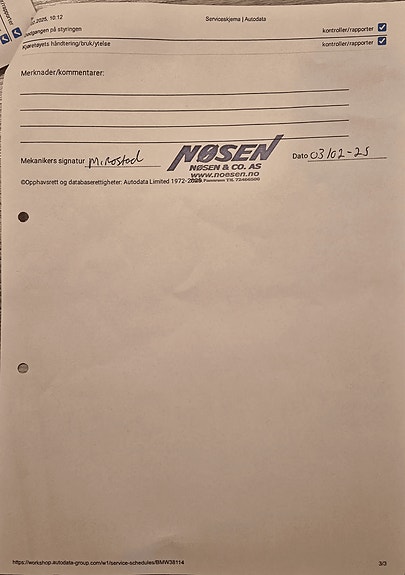 .2025, 10:12
Serviceskjema | Autodata
på styringen
kontroller/rapporter
Kjøretøyets håndtering/bruk/ytelse
kontroller/rapporter
Merknader/kommentarer:
Mekanikers signatur
NØSEN
NØSEN & CO. AS
www.noesen.no
Dato 03/02-25
©Opphavsrett og databaserettigheter: Autodata Limited 1972-2025
https://workshop.autodata-group.com/w1/service-schedules/BMW38114
3/3